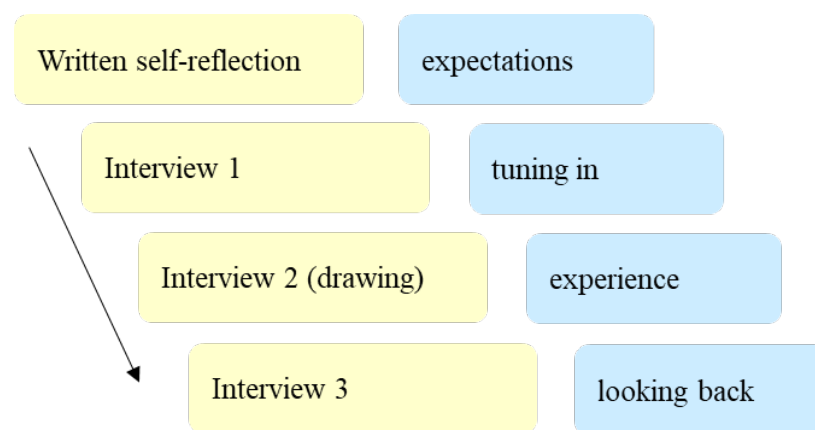 Written self-reflection
expectations
Interview 1
tuning in
Interview 2 (drawing)
experience
Interview 3
looking back